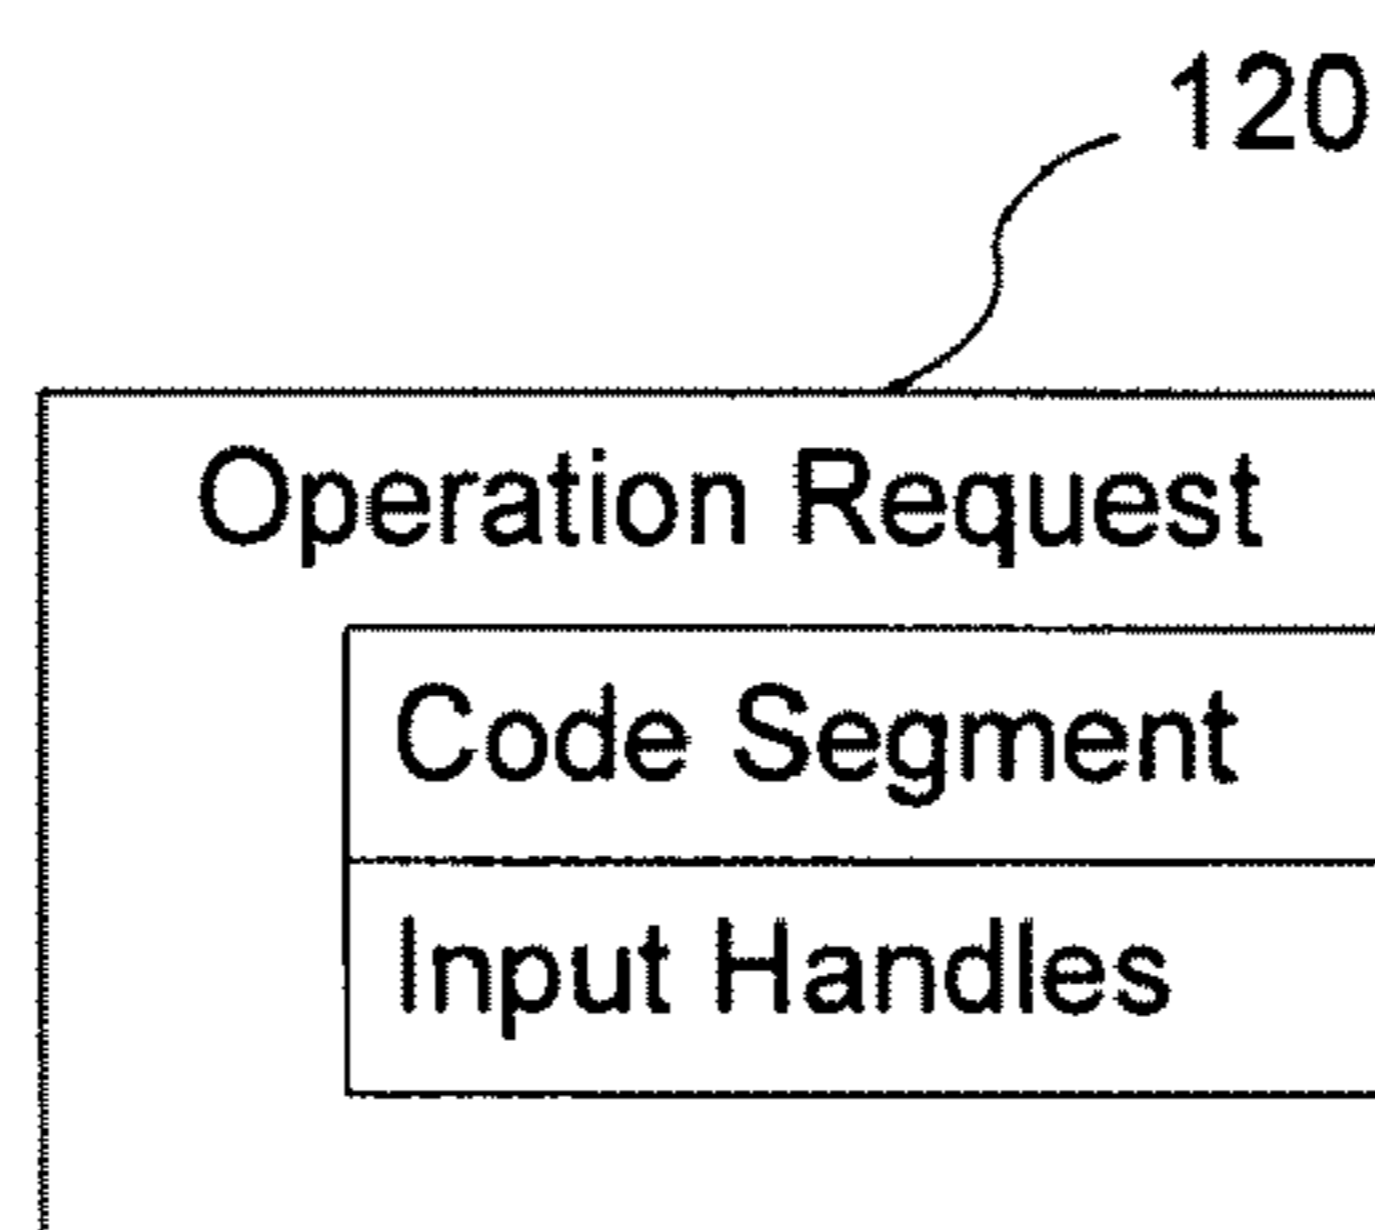 120
Operation Request
Code Segment
Input Handles